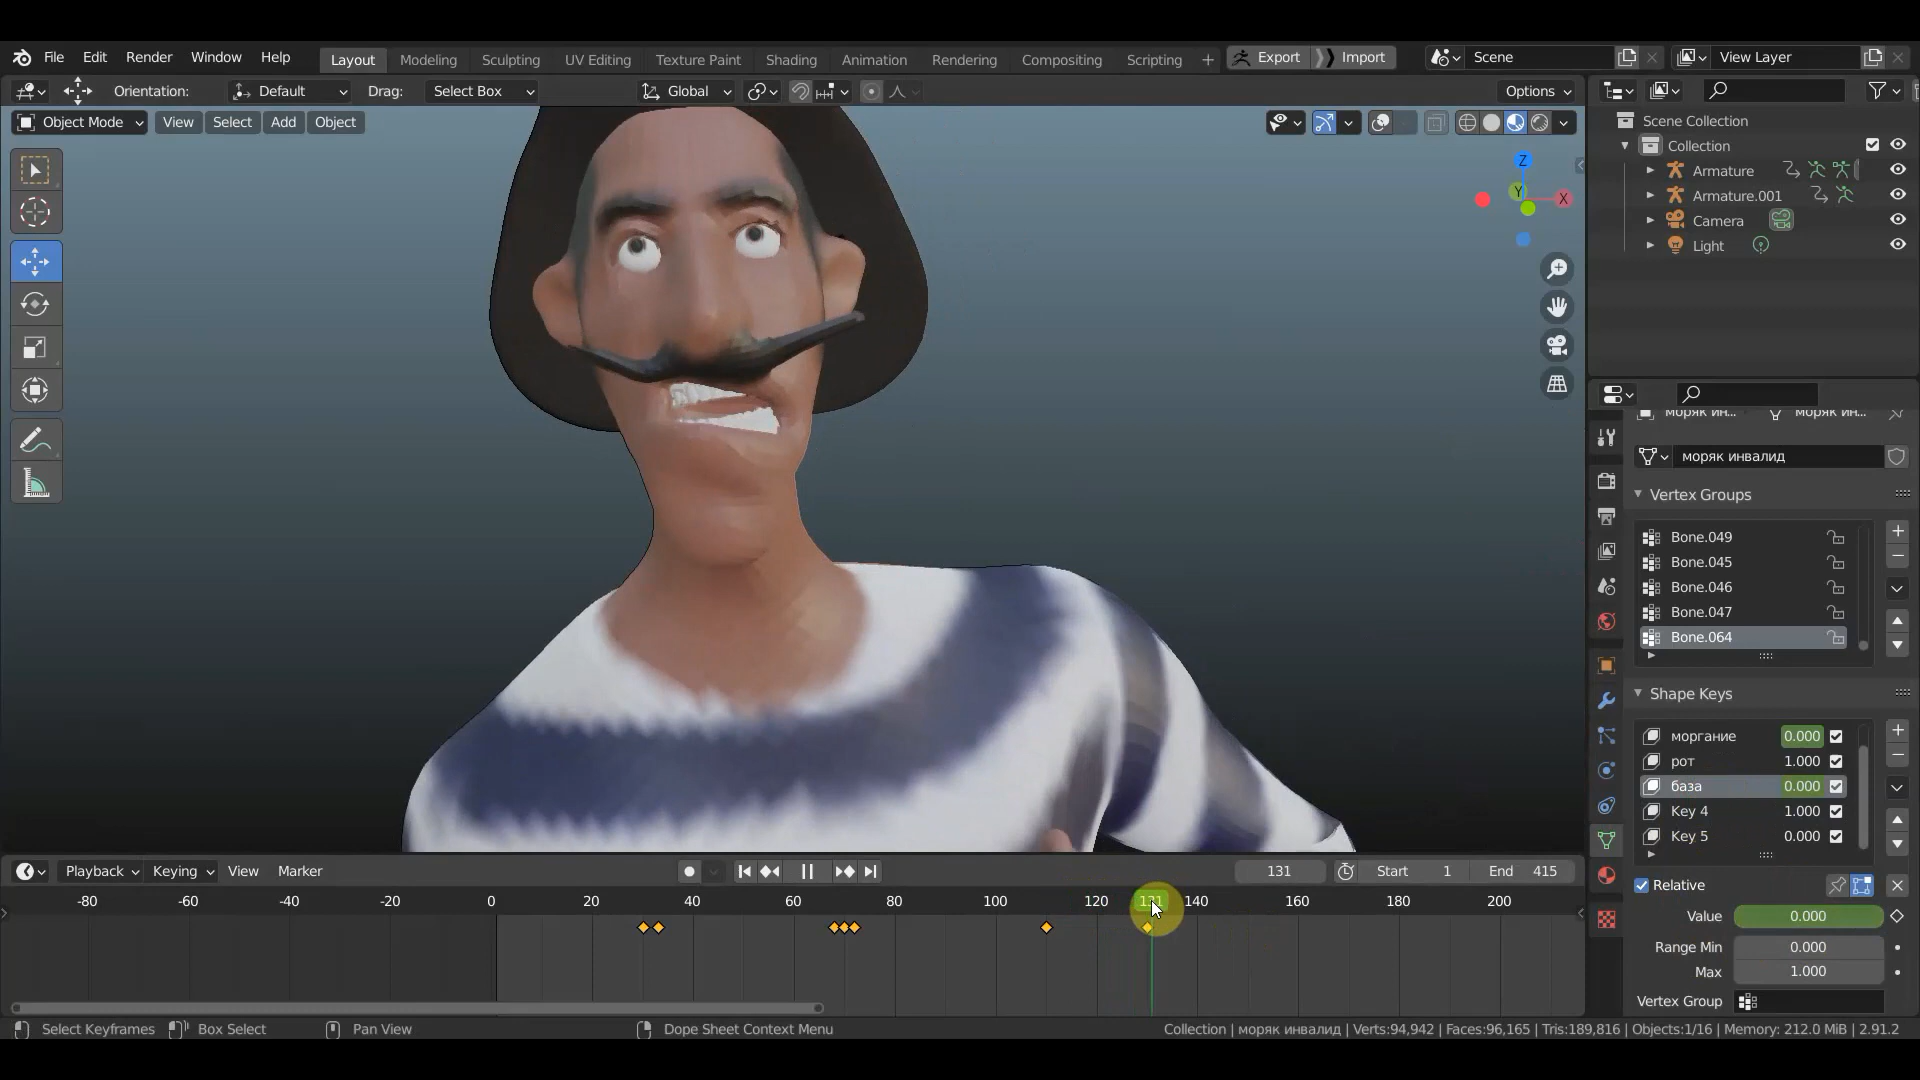 File Edit Render Window Help Layout Modeling Sculpting UV Editing Texture Paint Shading Animation Rendering Compositing Scripting + Export Import Scene View Layer
Orientation: Default Drag: Select Box Global Options
Object Mode View Select Add Object
Scene Collection
Collection
Armature
Armature.001
Camera
Light
Z
Y
X
моряк ин... моряк ин...
моряк инвалид
Vertex Groups
Bone.049
Bone.045
Bone.046
Bone.047
Bone.064
Shape Keys
моргание 0.000
рот 1.000
база 0.000
Key 4 1.000
Key 5 0.000
Relative
Value 0.000
Range Min 0.000
Max 1.000
Vertex Group
Playback Keying View Marker 131 Start 1 End 415
-80 -60 -40 -20 0 20 40 60 80 100 120 131 140 160 180 200
Select Keyframes Box Select Pan View Dope Sheet Context Menu Collection | моряк инвалид | Verts:94,942 | Faces:96,165 | Tris:189,816 | Objects:1/16 | Memory: 212.0 MiB | 2.91.2